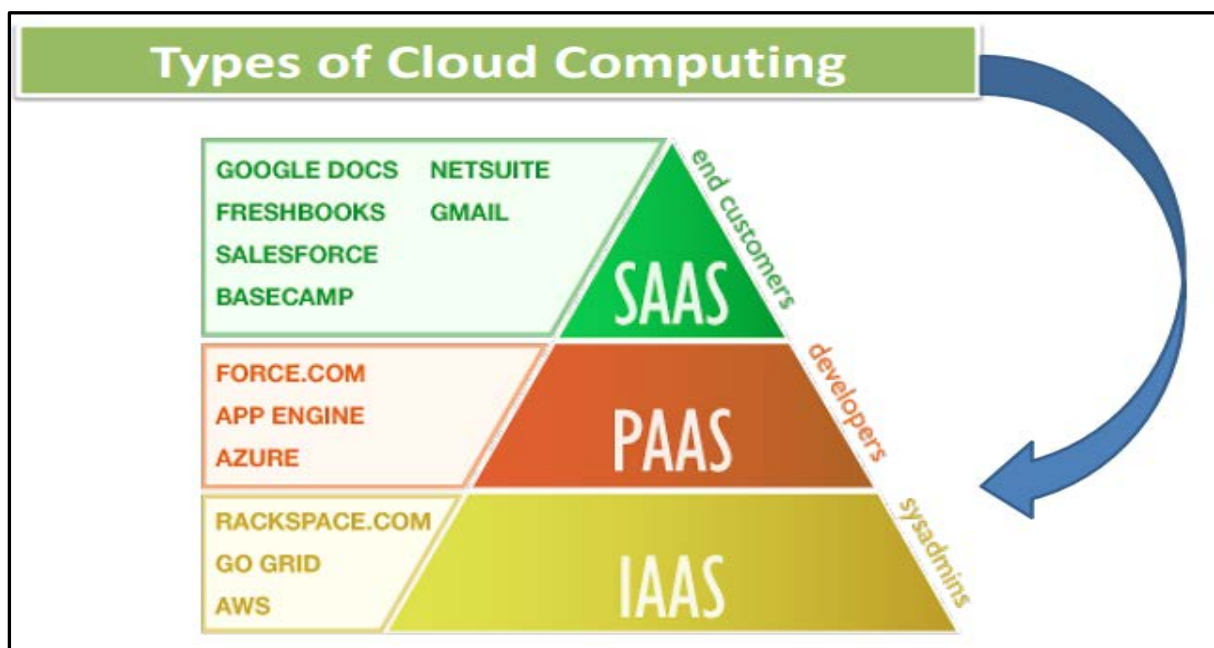 Types of Cloud Computing
GOOGLE DOCS NETSUITE
FRESHBOOKS GMAIL
SALESFORCE
BASECAMP
SAAS
end customers
FORCE.COM
APP ENGINE
AZURE
PAAS
developers
RACKSPACE.COM
GO GRID
AWS
IAAS
sysadmins